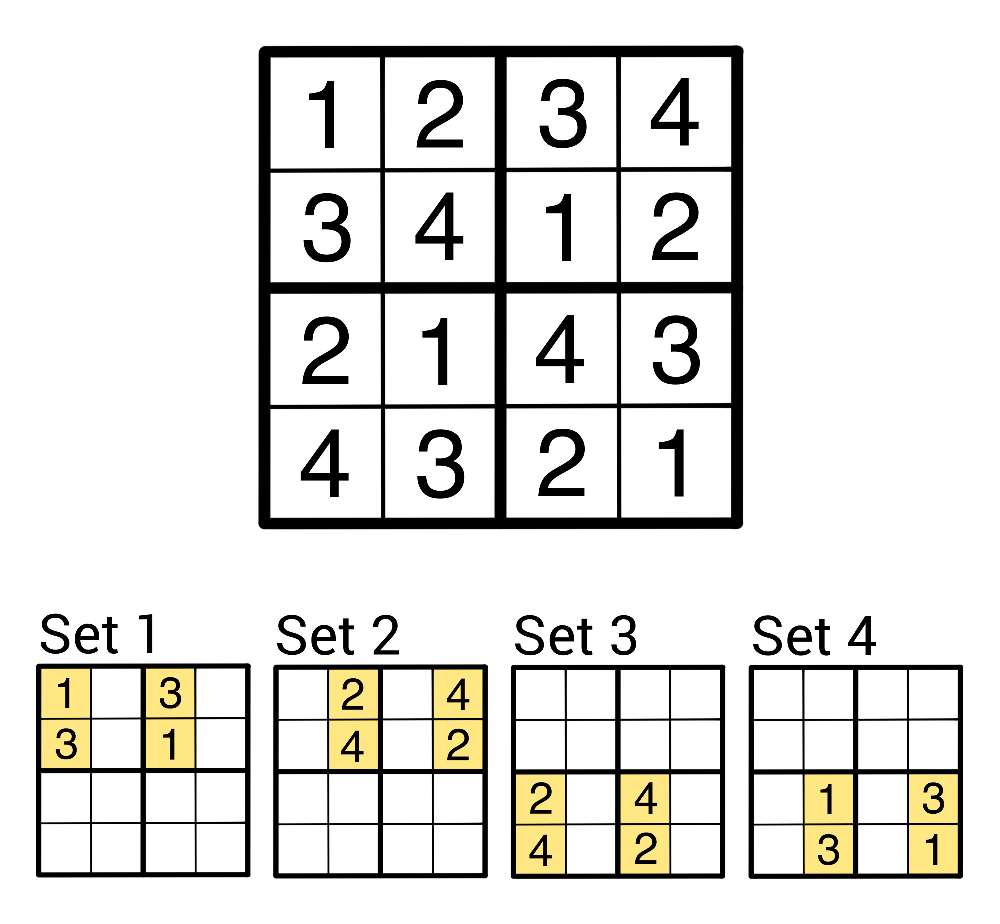 1 2 3 4
3 4 1 2
2 1 4 3
4 3 2 1
Set 1 Set 2 Set 3 Set 4
1 3 2 4
3 1 4 2
2 4 1 3
4 2 3 1